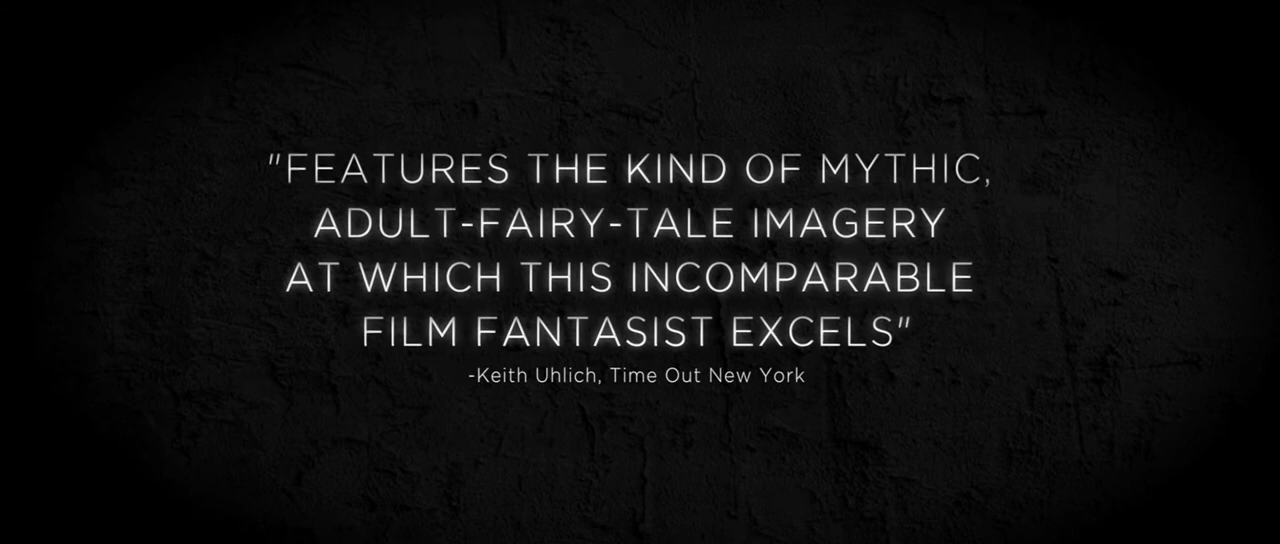 "FEATURES THE KIND OF MYTHIC,
ADULT-FAIRY-TALE IMAGERY
AT WHICH THIS INCOMPARABLE
FILM FANTASIST EXCELS"
-Keith Uhlich, Time Out New York